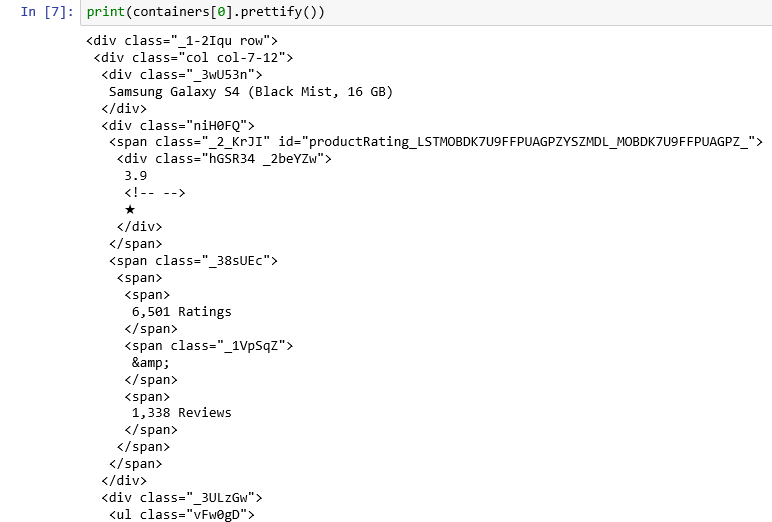 In [7]: print(containers[0].prettify())
<div class="_1-2Iqu row">
 <div class="col col-7-12">
  <div class="_3wU53n">
   Samsung Galaxy S4 (Black Mist, 16 GB)
  </div>
  <div class="niH0FQ">
   <span class="_2_KrJI" id="productRating_LSTMOBDK7U9FFPUAGPZYSZMDL_MOBDK7U9FFPUAGPZ_">
    <div class="hGSR34 _2beYZw">
     3.9
     <!-- -->
     ★
    </div>
   </span>
   <span class="_38sUEc">
    <span>
     <span>
      6,501 Ratings
     </span>
     <span class="_1VpSqZ">
      &amp;
     </span>
     <span>
      1,338 Reviews
     </span>
    </span>
   </span>
  </div>
  <div class="_3ULzGw">
   <ul class="vFw0gD">